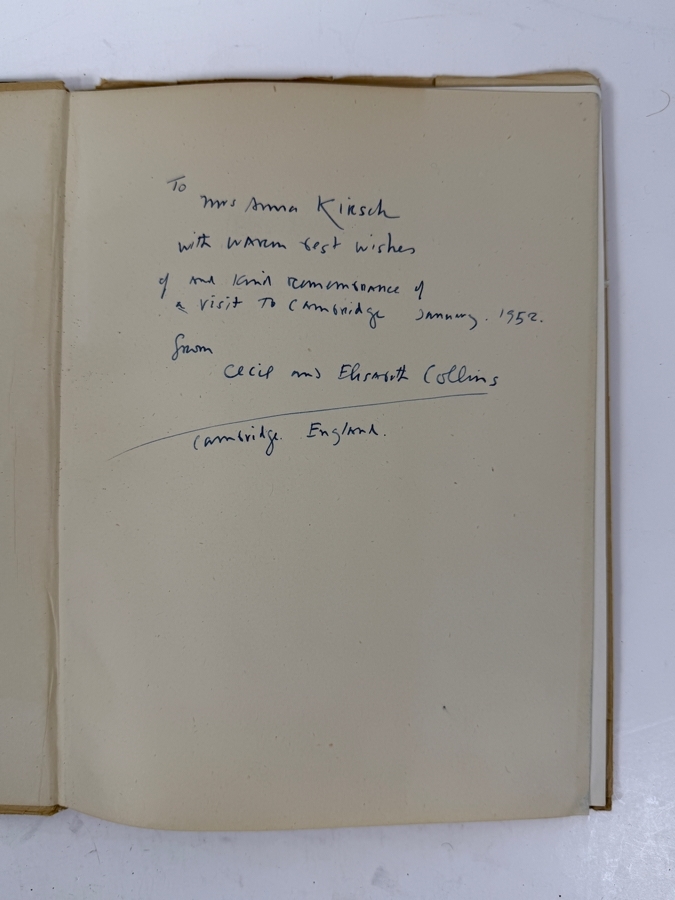 To
Mrs Anna Kirsch
with warm best wishes
of and kind remembrance of
a visit To Cambridge January. 1952.
from
Cecil and Elisabeth Collins
Cambridge. England.